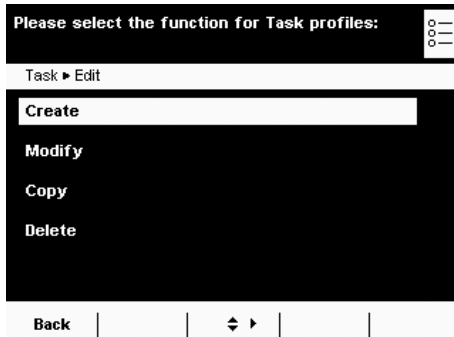 Please select the function for Task profiles:
Task ▸ Edit
Create
Modify
Copy
Delete
Back